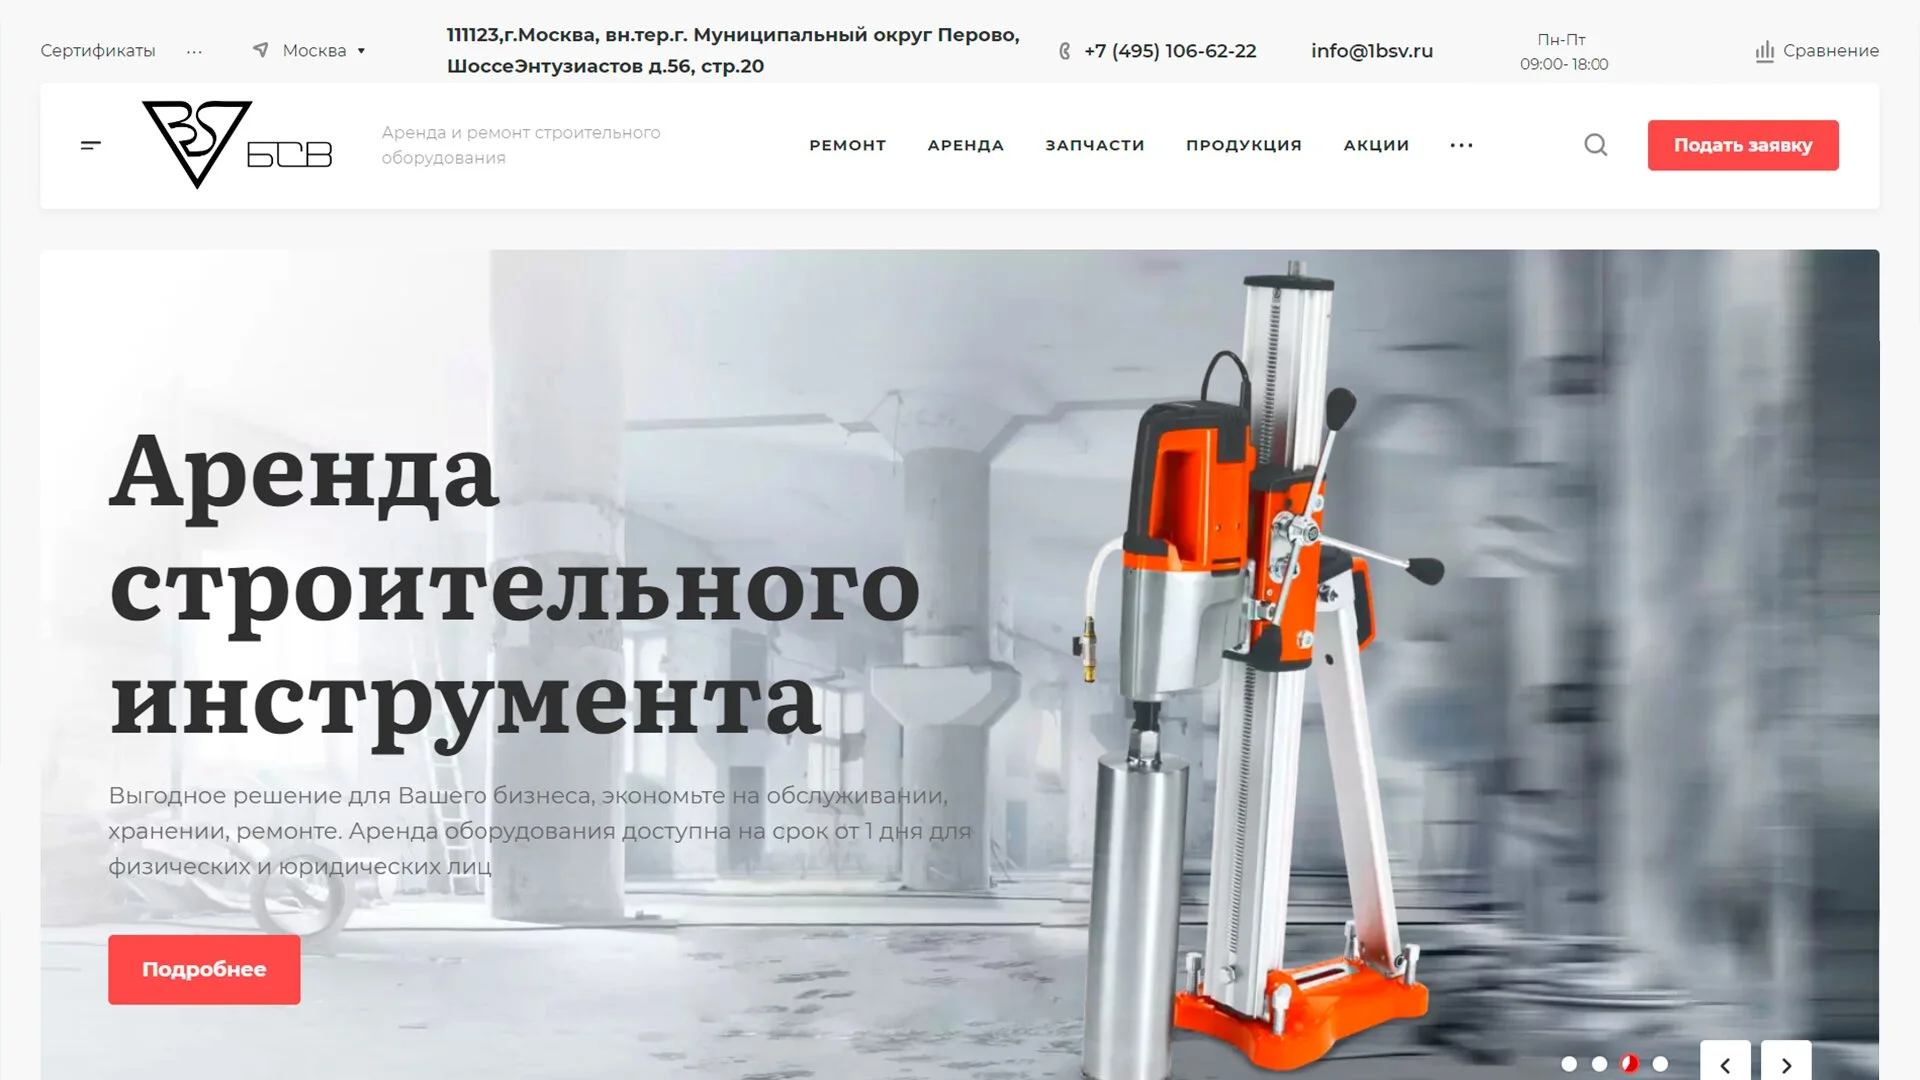 Сертификаты
...
Москва
111123,г.Москва, вн.тер.г. Муниципальный округ Перово,
ШоссеЭнтузиастов д.56, стр.20
+7 (495) 106-62-22
info@1bsv.ru
Пн-Пт
09:00- 18:00
Сравнение
БСВ
Аренда и ремонт строительного
оборудования
РЕМОНТ
АРЕНДА
ЗАПЧАСТИ
ПРОДУКЦИЯ
АКЦИИ
...
Подать заявку
Аренда
строительного
инструмента
Выгодное решение для Вашего бизнеса, экономьте на обслуживании,
хранении, ремонте. Аренда оборудования доступна на срок от 1 дня для
физических и юридических лиц
Подробнее